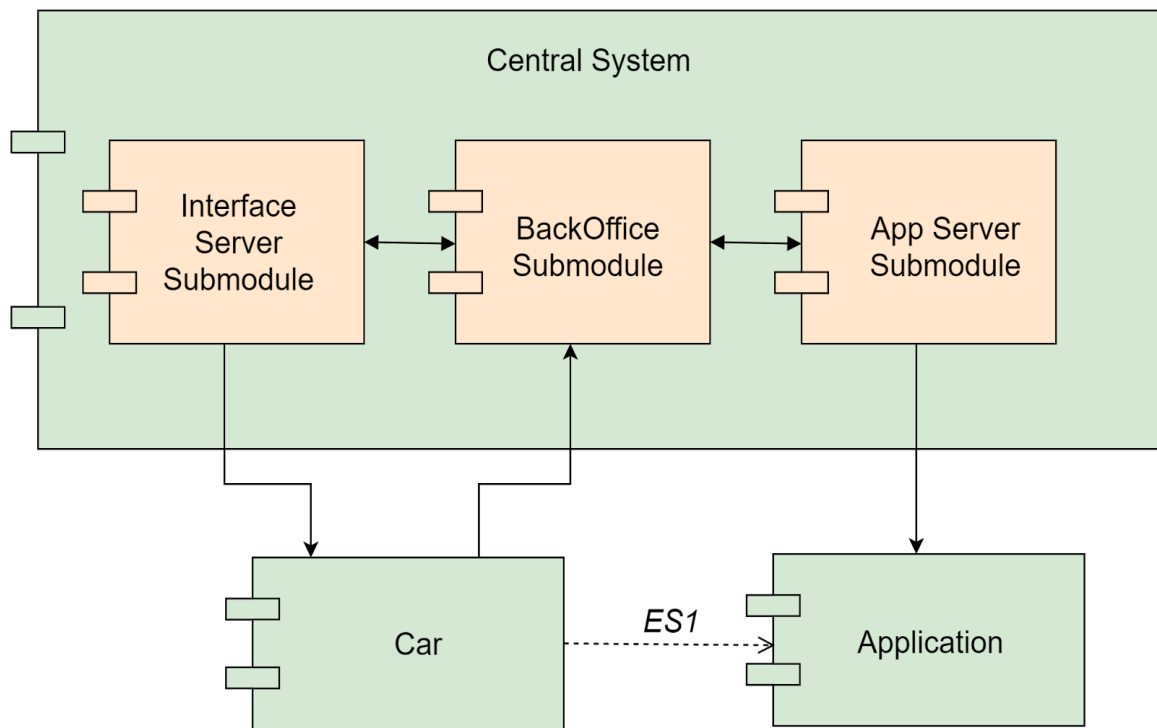 Central System
Interface
Server
Submodule
BackOffice
Submodule
App Server
Submodule
ES1
Car
Application